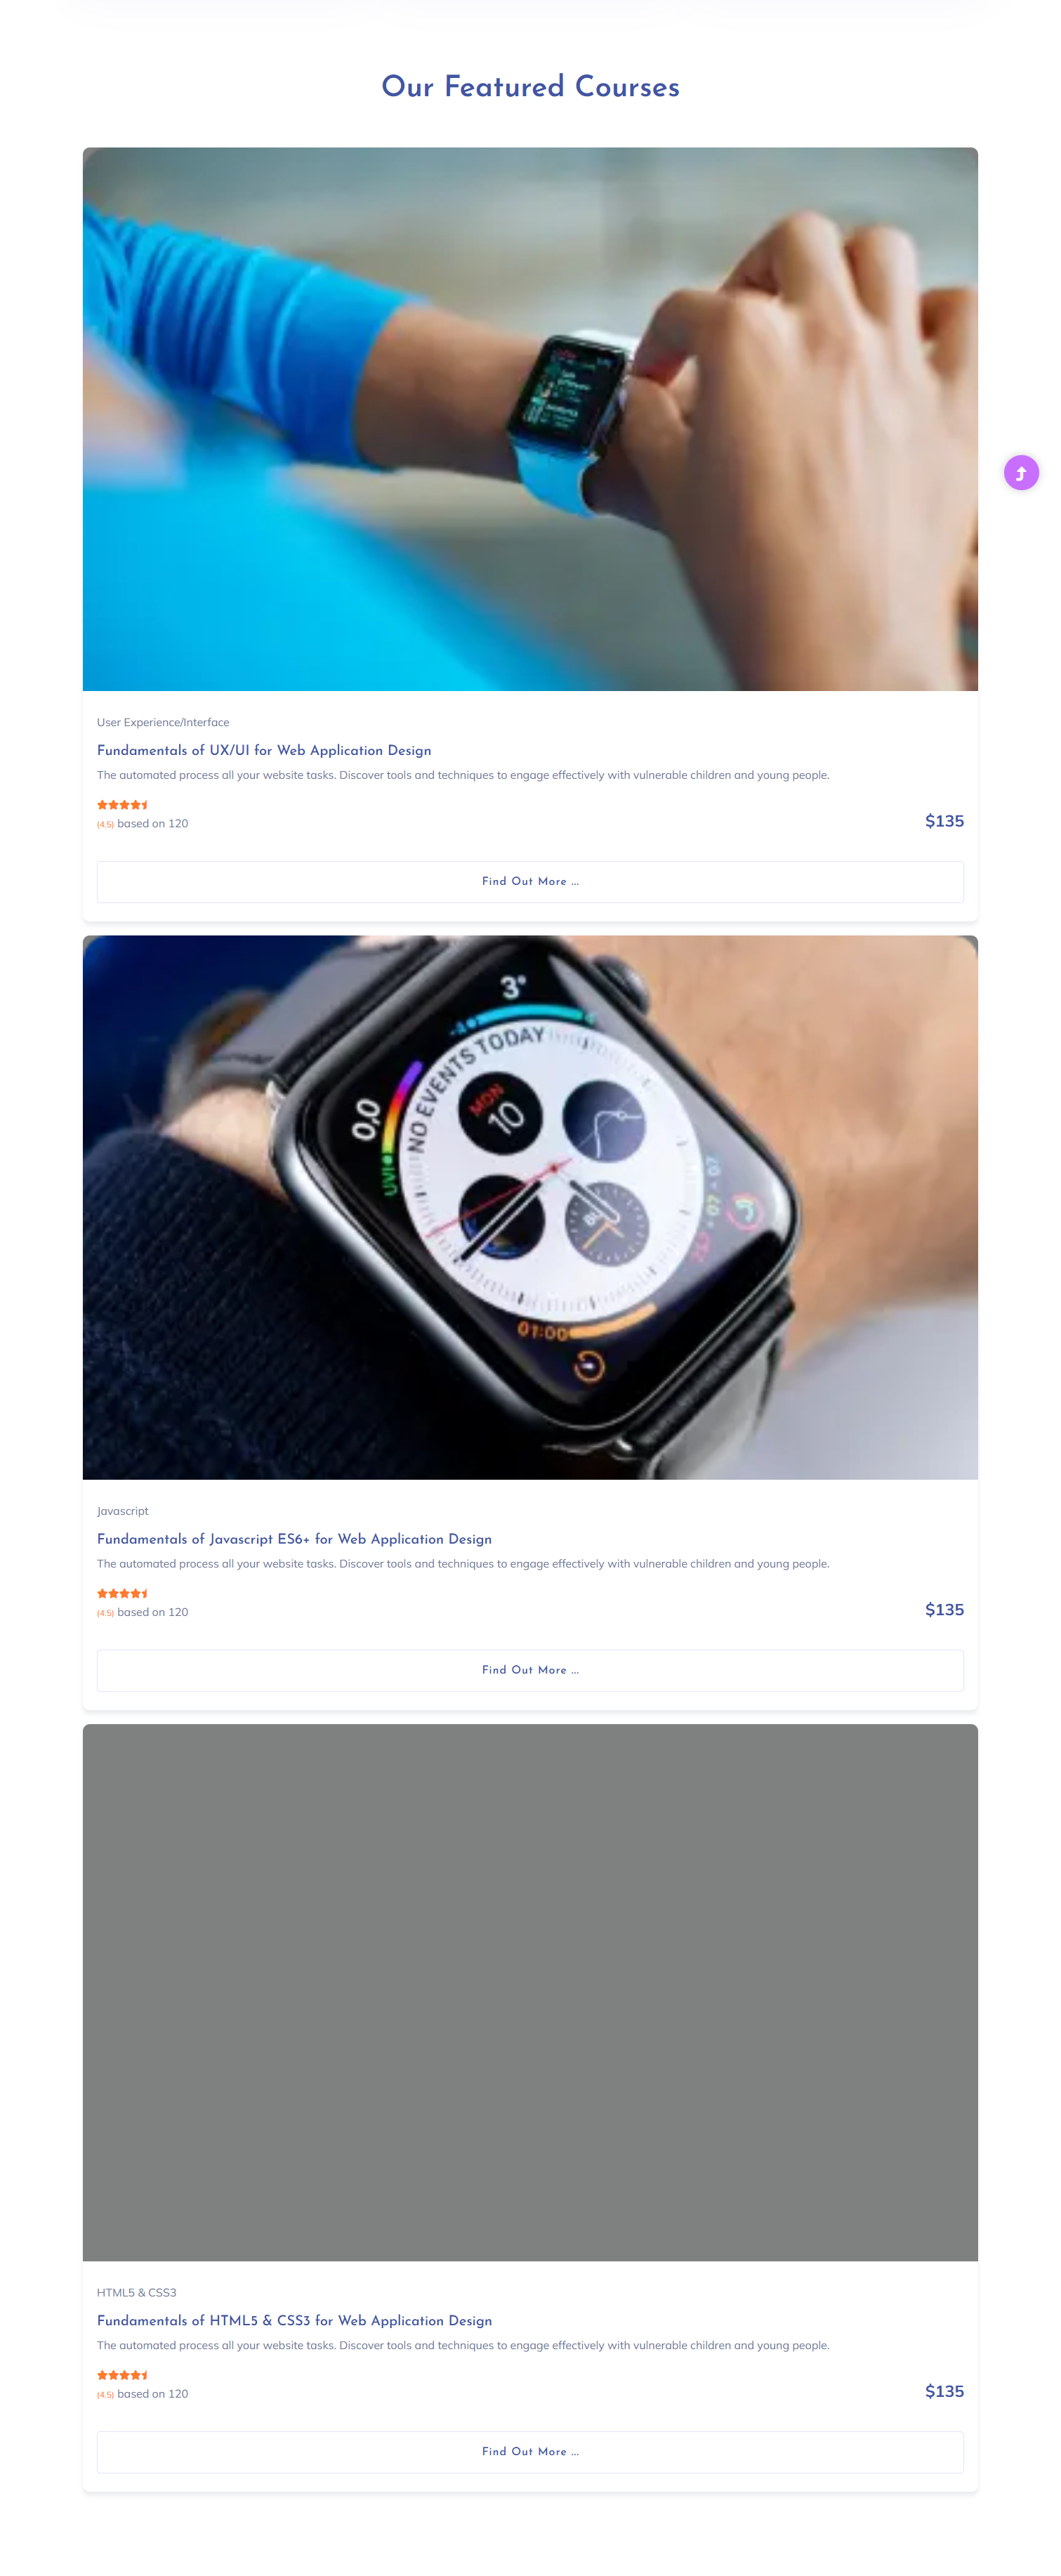 Our Featured Courses
3°
NO EVENTS TODAY
0,0
UVI
MON
10
01:00
User Experience/Interface
Fundamentals of UX/UI for Web Application Design
The automated process all your website tasks. Discover tools and techniques to engage effectively with vulnerable children and young people.
(4.5) based on 120
$135
Find Out More ...
Javascript
Fundamentals of Javascript ES6+ for Web Application Design
The automated process all your website tasks. Discover tools and techniques to engage effectively with vulnerable children and young people.
(4.5) based on 120
$135
Find Out More ...
HTML5 & CSS3
Fundamentals of HTML5 & CSS3 for Web Application Design
The automated process all your website tasks. Discover tools and techniques to engage effectively with vulnerable children and young people.
(4.5) based on 120
$135
Find Out More ...